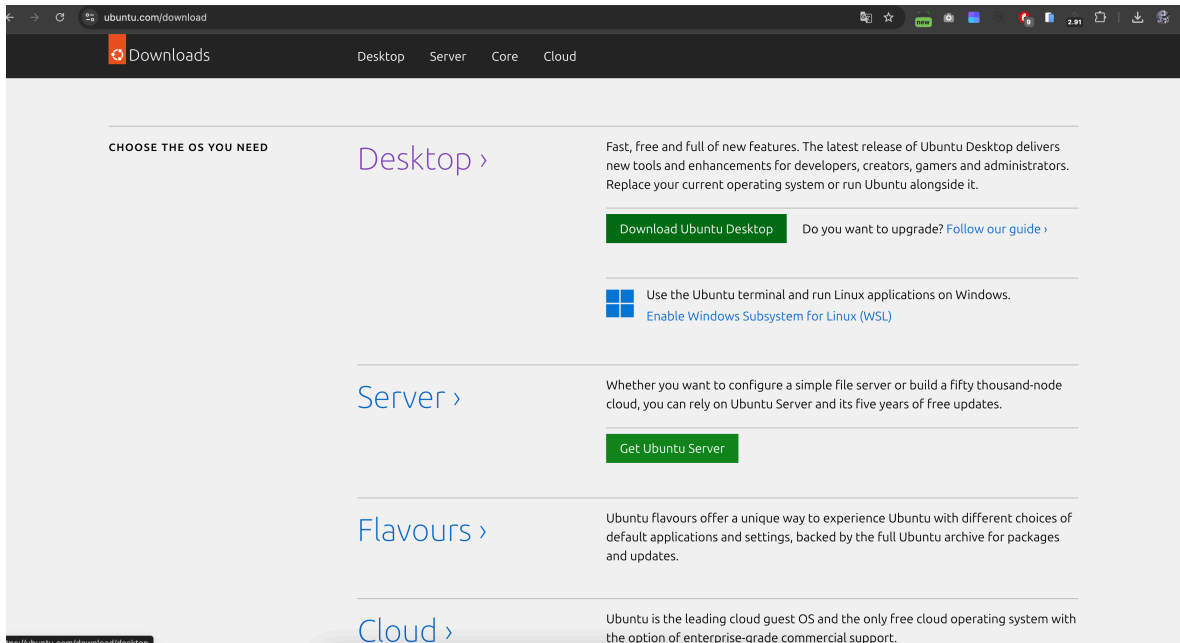 ubuntu.com/download
new
9
2.91
Downloads
Desktop
Server
Core
Cloud
CHOOSE THE OS YOU NEED
Desktop ›
Fast, free and full of new features. The latest release of Ubuntu Desktop delivers
new tools and enhancements for developers, creators, gamers and administrators.
Replace your current operating system or run Ubuntu alongside it.
Download Ubuntu Desktop
Do you want to upgrade? Follow our guide ›
Use the Ubuntu terminal and run Linux applications on Windows.
Enable Windows Subsystem for Linux (WSL)
Server ›
Whether you want to configure a simple file server or build a fifty thousand-node
cloud, you can rely on Ubuntu Server and its five years of free updates.
Get Ubuntu Server
Flavours ›
Ubuntu flavours offer a unique way to experience Ubuntu with different choices of
default applications and settings, backed by the full Ubuntu archive for packages
and updates.
Cloud ›
Ubuntu is the leading cloud guest OS and the only free cloud operating system with
the option of enterprise-grade commercial support.